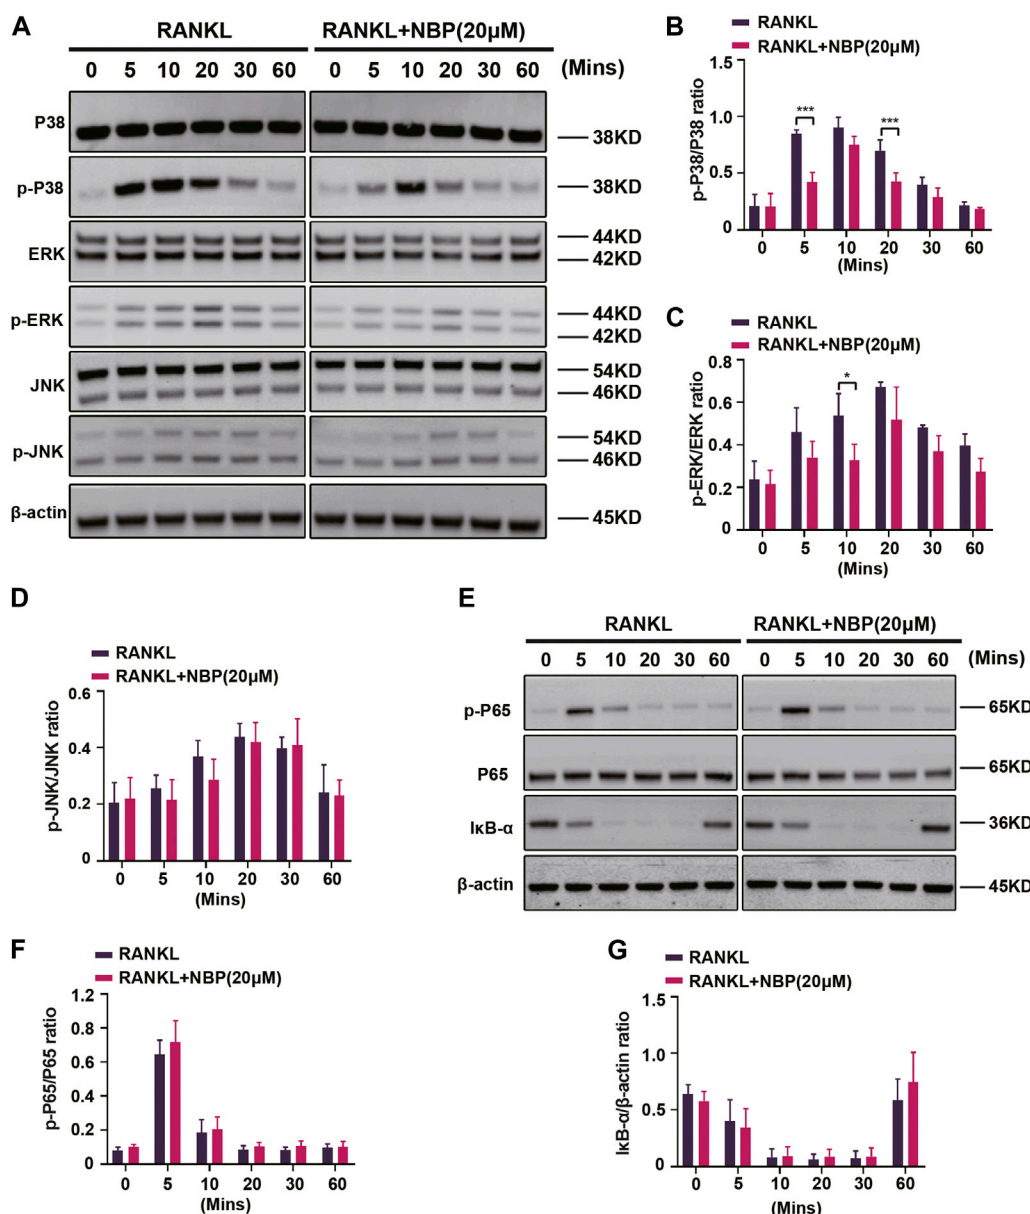 A
RANKL RANKL+NBP(20μM)
0 5 10 20 30 60 0 5 10 20 30 60 (Mins)
P38 38KD
p-P38 38KD
ERK 44KD
42KD
p-ERK 44KD
42KD
JNK 54KD
46KD
p-JNK 54KD
46KD
β-actin 45KD
B
RANKL
RANKL+NBP(20μM)
p-P38/P38 ratio
1.5
1.0
0.5
0
*** ***
0 5 10 20 30 60
(Mins)
C
RANKL
RANKL+NBP(20μM)
p-ERK/ERK ratio
0.8
0.6
0.4
0.2
0
*
0 5 10 20 30 60
(Mins)
D
RANKL
RANKL+NBP(20μM)
p-JNK/JNK ratio
0.6
0.4
0.2
0
0 5 10 20 30 60
(Mins)
E
RANKL RANKL+NBP(20μM)
0 5 10 20 30 60 0 5 10 20 30 60 (Mins)
p-P65 65KD
P65 65KD
IκB-α 36KD
β-actin 45KD
F
RANKL
RANKL+NBP(20μM)
p-P65/P65 ratio
1.2
0.8
0.6
0.4
0.2
0
0 5 10 20 30 60
(Mins)
G
RANKL
RANKL+NBP(20μM)
IκB-α/β-actin ratio
1.5
1.0
0.5
0
0 5 10 20 30 60
(Mins)